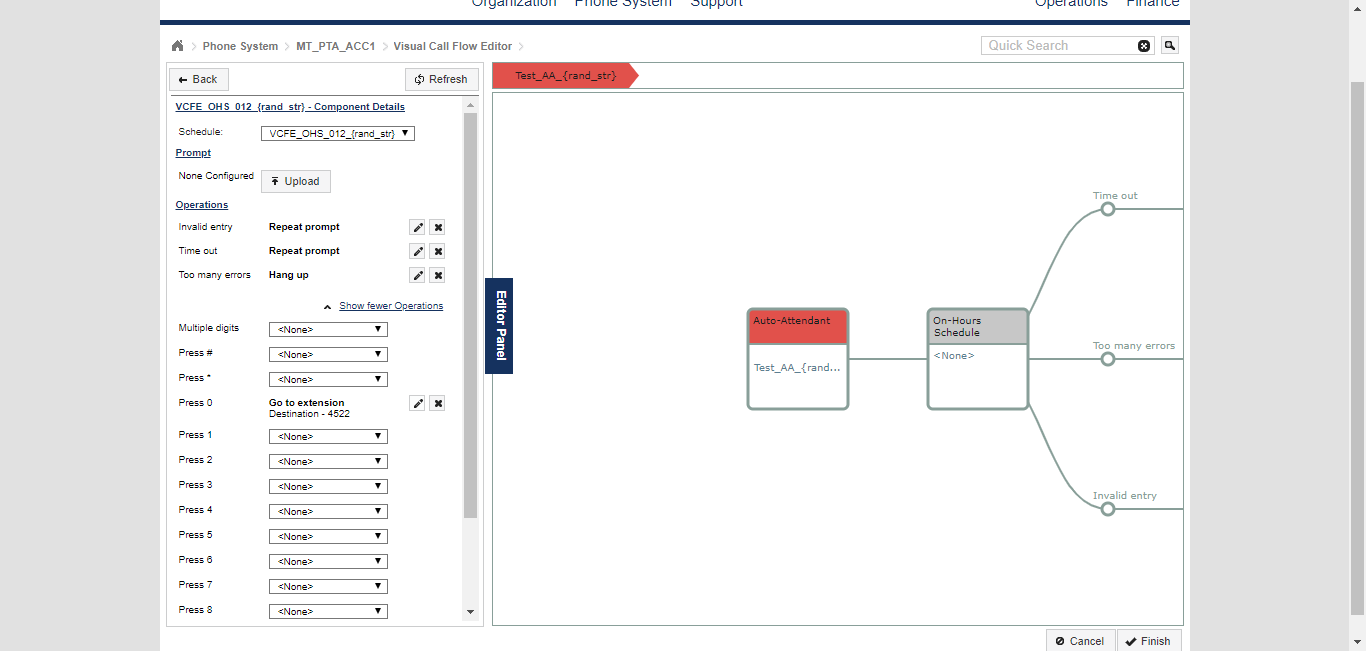 Organization Phone System Support Operations Finance
Phone System MT_PTA_ACC1 Visual Call Flow Editor
Quick Search
Back
Refresh
VCFE_OHS_012_{rand_str} - Component Details
Schedule: VCFE_OHS_012_{rand_str}
Prompt
None Configured Upload
Operations
Invalid entry Repeat prompt
Time out Repeat prompt
Too many errors Hang up
Show fewer Operations
Multiple digits <None>
Press # <None>
Press * <None>
Press 0 Go to extension
Destination - 4522
Press 1 <None>
Press 2 <None>
Press 3 <None>
Press 4 <None>
Press 5 <None>
Press 6 <None>
Press 7 <None>
Press 8 <None>
Editor Panel
Test_AA_{rand_str}
Auto-Attendant
Test_AA_{rand...
On-Hours
Schedule
<None>
Time out
Too many errors
Invalid entry
Cancel
Finish